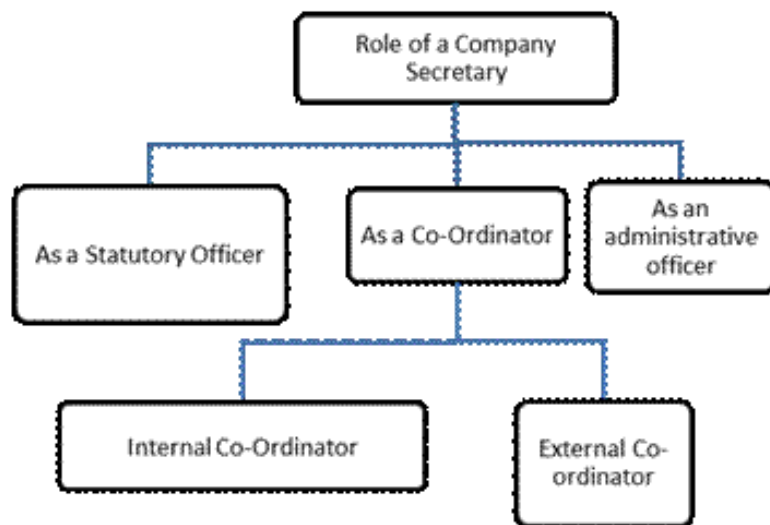 Role of a Company
Secretary
As a Statutory Officer
As a Co-Ordinator
As an
administrative
officer
Internal Co-Ordinator
External Co-
ordinator